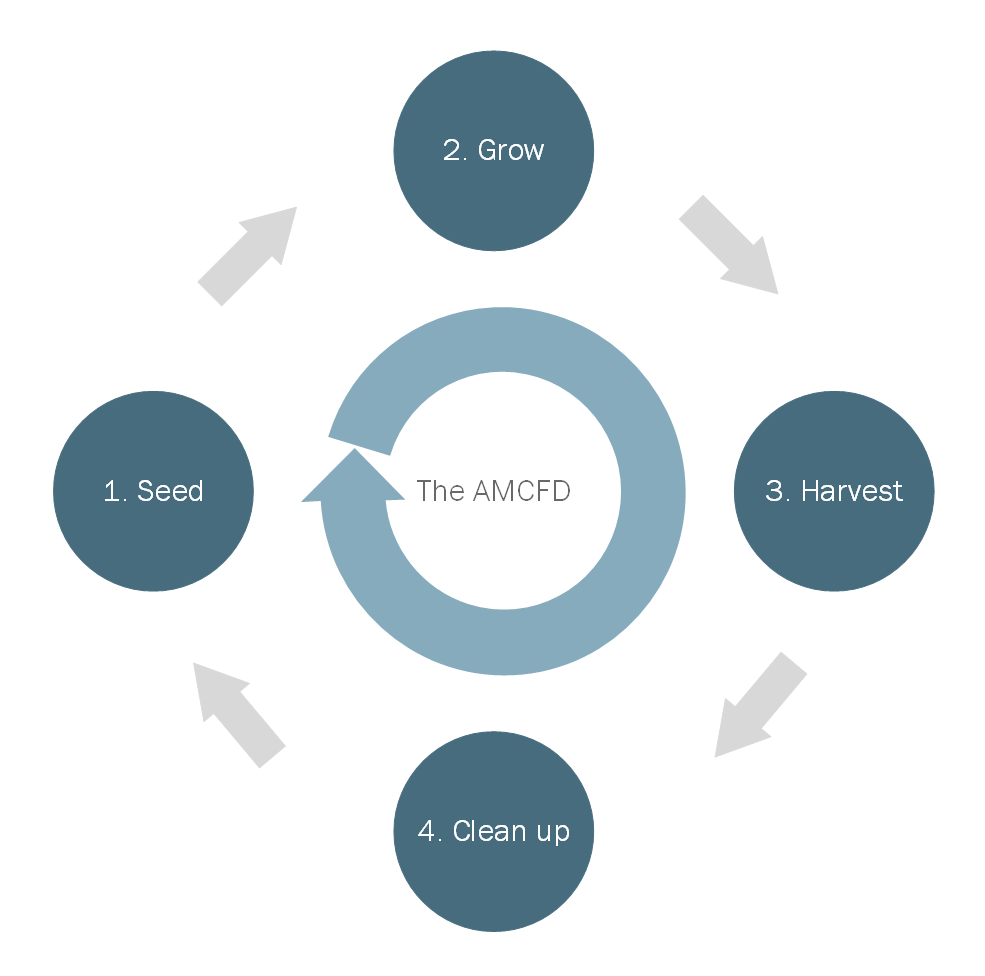 2. Grow
1. Seed
The AMCFD
3. Harvest
4. Clean up